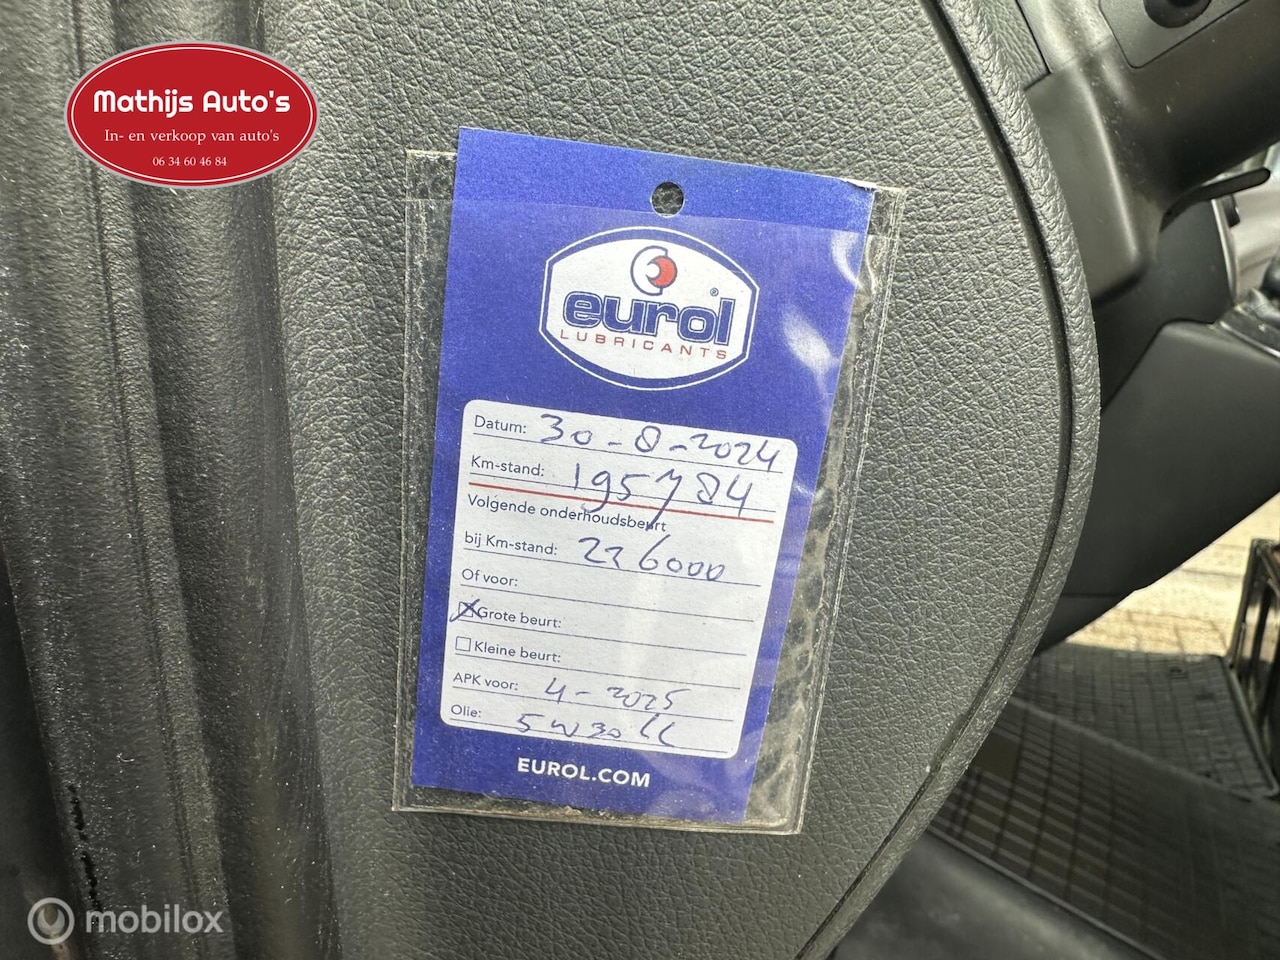 Mathijs Auto's
In- en verkoop van auto's
06 34 60 46 84
eurol®
LUBRICANTS
Datum: 30-8-2024
Km-stand: 195784
Volgende onderhoudsbeurt
bij Km-stand: 226000
Of voor:
Grote beurt:
Kleine beurt:
APK voor: 4-2025
Olie: 5w30 LL
EUROL.COM
mobilox